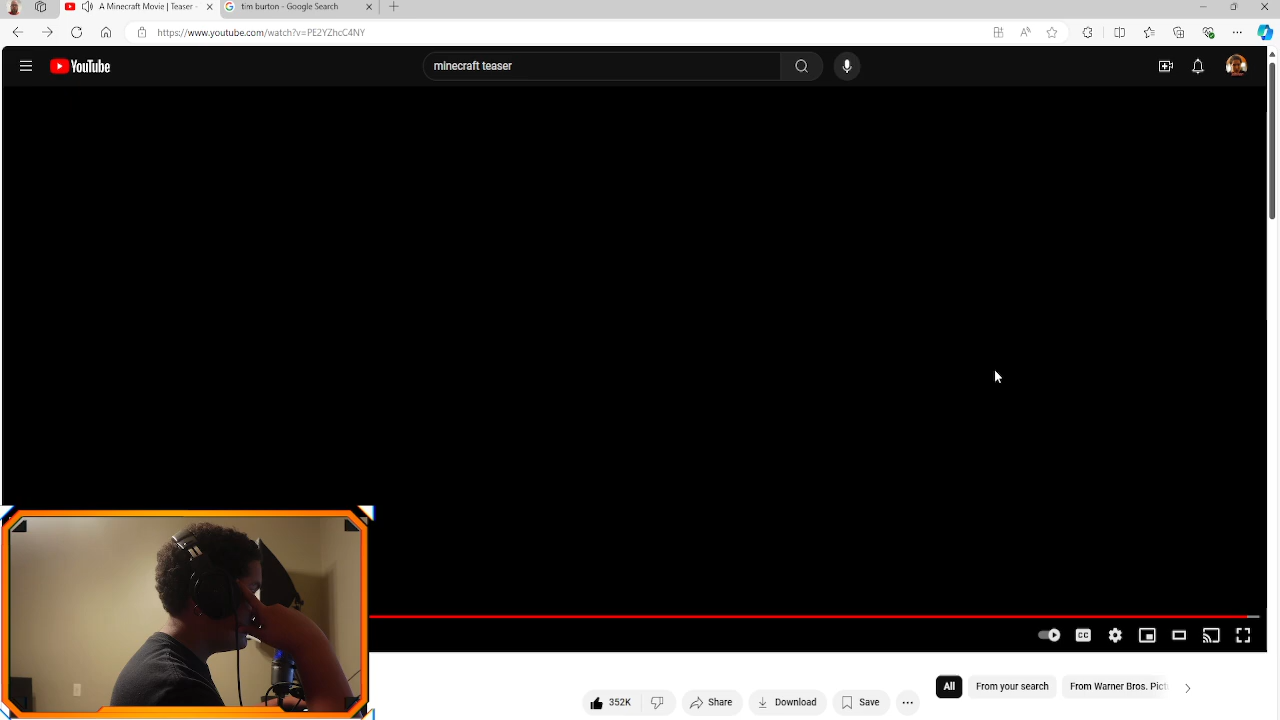 A Minecraft Movie | Teaser -
tim burton - Google Search
https://www.youtube.com/watch?v=PE2YZhcC4NY
YouTube
minecraft teaser
CC
352K
Share
Download
Save
All
From your search
From Warner Bros. Pict